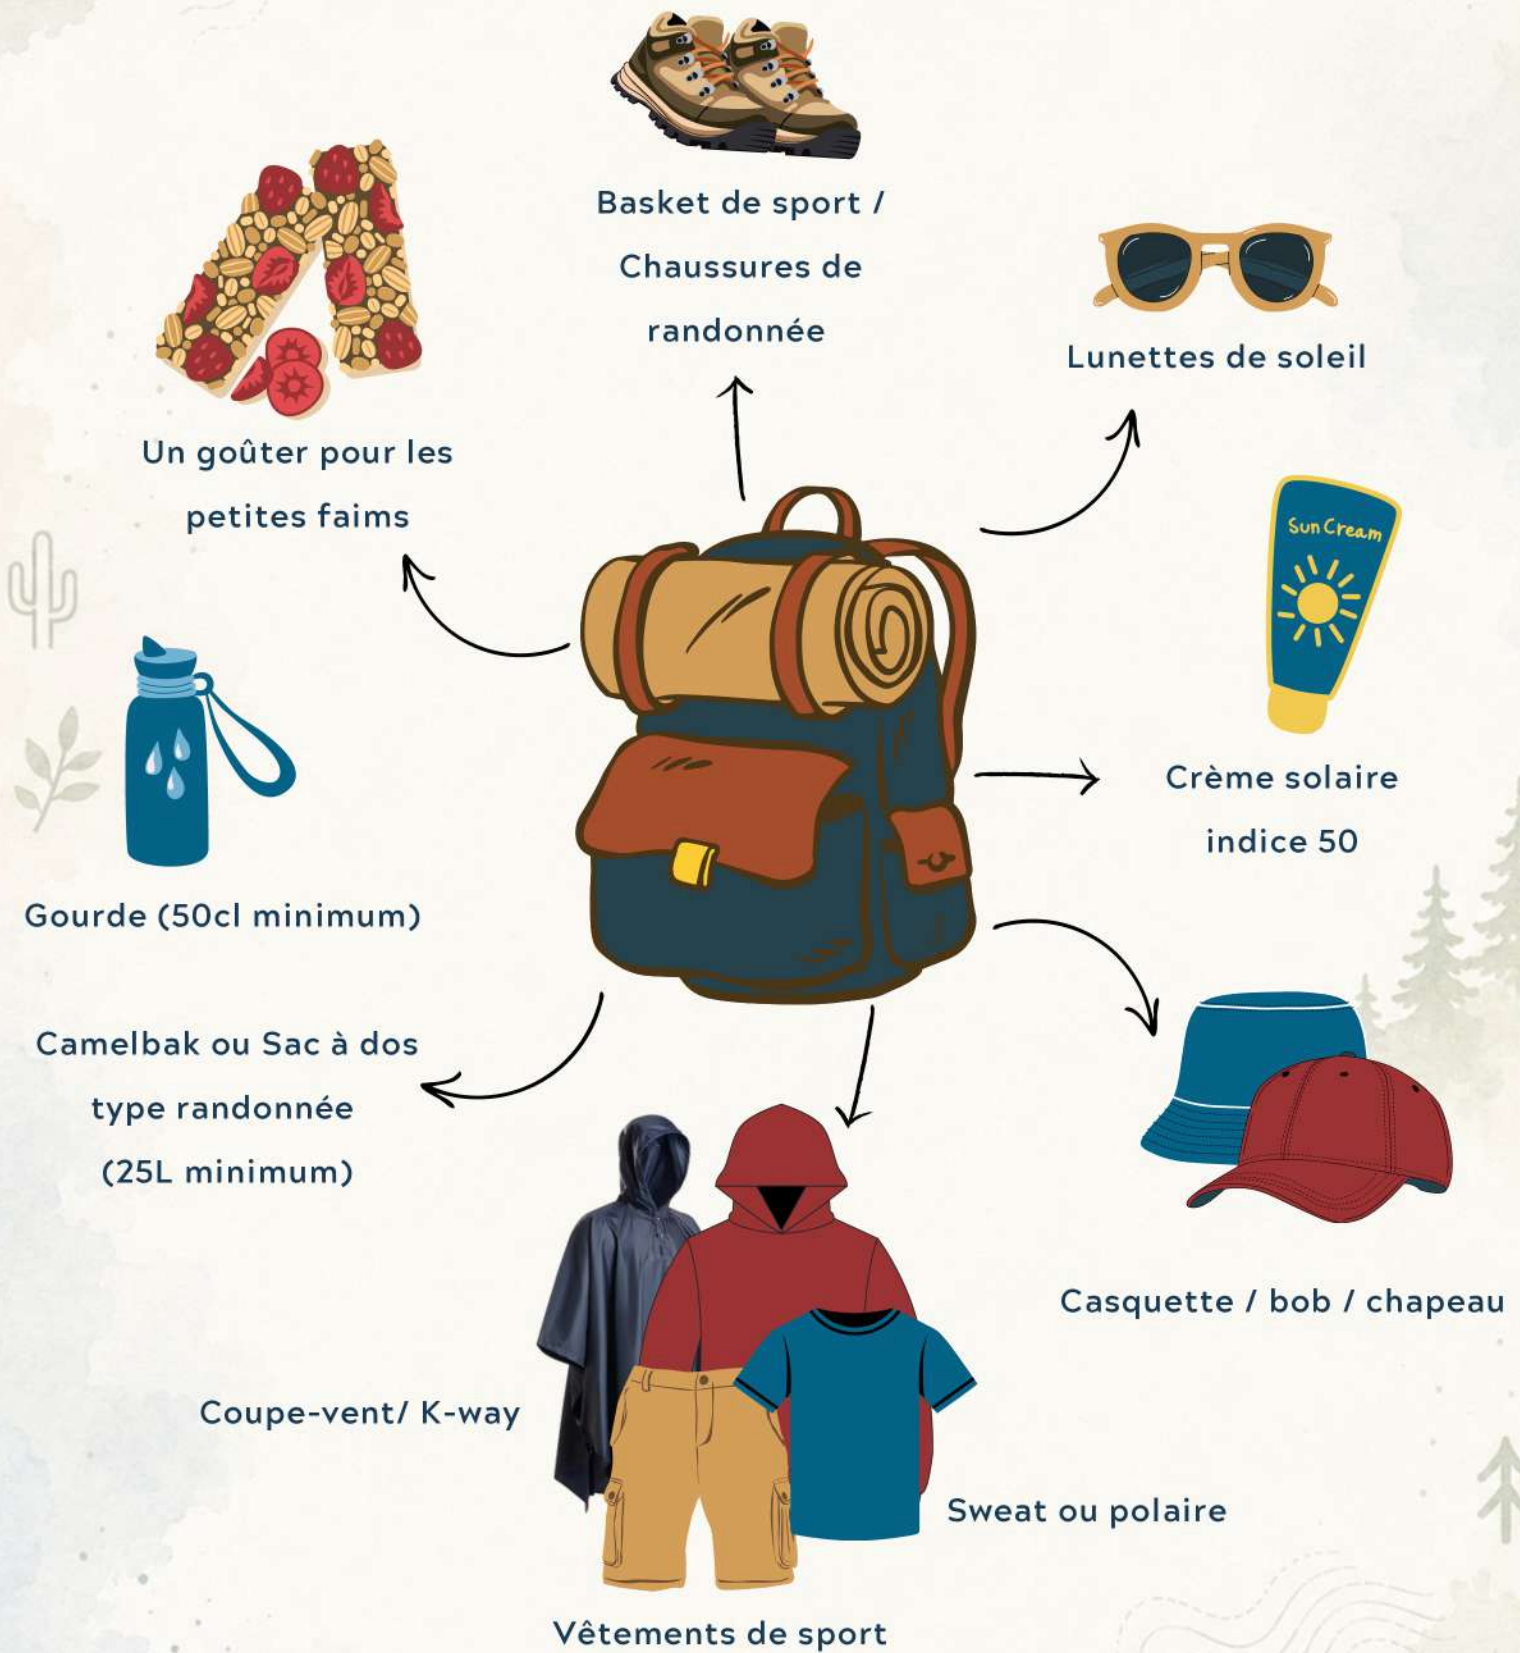 Basket de sport /
Chaussures de
randonnée
Lunettes de soleil
Un goûter pour les
petites faims
Sun Cream
Crème solaire
indice 50
Gourde (50cl minimum)
Camelbak ou Sac à dos
type randonnée
(25L minimum)
Casquette / bob / chapeau
Coupe-vent/ K-way
Sweat ou polaire
Vêtements de sport